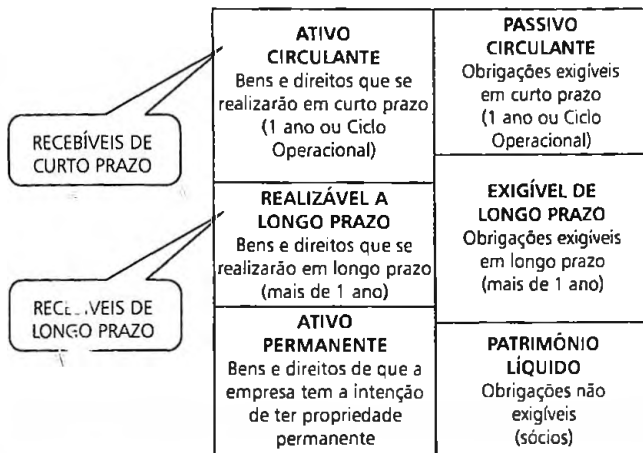 RECEBÍVEIS DE
CURTO PRAZO
RECEBÍVEIS DE
LONGO PRAZO
ATIVO
CIRCULANTE
Bens e direitos que se
realizarão em curto prazo
(1 ano ou Ciclo
Operacional)
REALIZÁVEL A
LONGO PRAZO
Bens e direitos que se
realizarão em longo prazo
(mais de 1 ano)
ATIVO
PERMANENTE
Bens e direitos de que a
empresa tem a intenção
de ter propriedade
permanente
PASSIVO
CIRCULANTE
Obrigações exigíveis
em curto prazo
(1 ano ou Ciclo
Operacional)
EXIGÍVEL DE
LONGO PRAZO
Obrigações exigíveis
em longo prazo
(mais de 1 ano)
PATRIMÔNIO
LÍQUIDO
Obrigações não
exigíveis
(sócios)